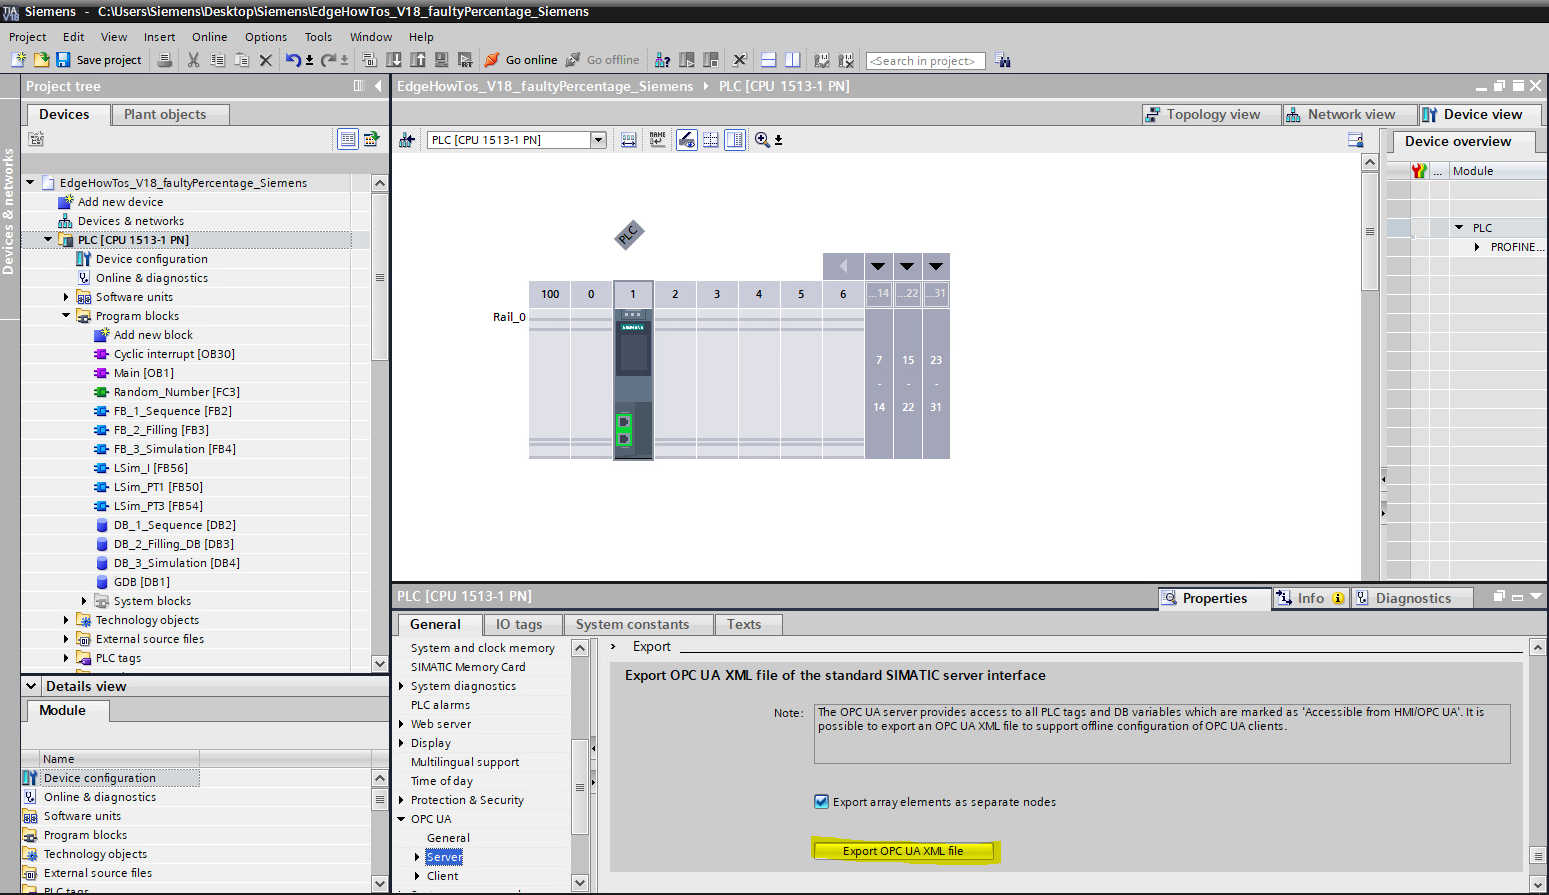 Siemens - C:\Users\Siemens\Desktop\Siemens\EdgeHowTos_V18_faultyPercentage_Siemens
Project Edit View Insert Online Options Tools Window Help
Save project
Go online
Go offline
<Search in project>
Project tree
Devices
Plant objects
Devices & networks
EdgeHowTos_V18_faultyPercentage_Siemens
Add new device
Devices & networks
PLC [CPU 1513-1 PN]
Device configuration
Online & diagnostics
Software units
Program blocks
Add new block
Cyclic interrupt [OB30]
Main [OB1]
Random_Number [FC3]
FB_1_Sequence [FB2]
FB_2_Filling [FB3]
FB_3_Simulation [FB4]
LSim_I [FB56]
LSim_PT1 [FB50]
LSim_PT3 [FB54]
DB_1_Sequence [DB2]
DB_2_Filling_DB [DB3]
DB_3_Simulation [DB4]
GDB [DB1]
System blocks
Technology objects
External source files
PLC tags
Details view
Module
Name
Device configuration
Online & diagnostics
Software units
Program blocks
Technology objects
External source files
PLC tags
EdgeHowTos_V18_faultyPercentage_Siemens PLC [CPU 1513-1 PN]
Topology view
Network view
Device view
PLC [CPU 1513-1 PN]
PLC
100 0 1 2 3 4 5 6 ...14 ...22 ...31
Rail_0
SIEMENS
7 15 23
- - -
14 22 31
Device overview
... Module
PLC
PROFINE...
PLC [CPU 1513-1 PN]
Properties
Info
Diagnostics
General
IO tags
System constants
Texts
System and clock memory
SIMATIC Memory Card
System diagnostics
PLC alarms
Web server
Display
Multilingual support
Time of day
Protection & Security
OPC UA
General
Server
Client
Export
Export OPC UA XML file of the standard SIMATIC server interface
Note:
The OPC UA server provides access to all PLC tags and DB variables which are marked as 'Accessible from HMI/OPC UA'. It is
possible to export an OPC UA XML file to support offline configuration of OPC UA clients.
Export array elements as separate nodes
Export OPC UA XML file